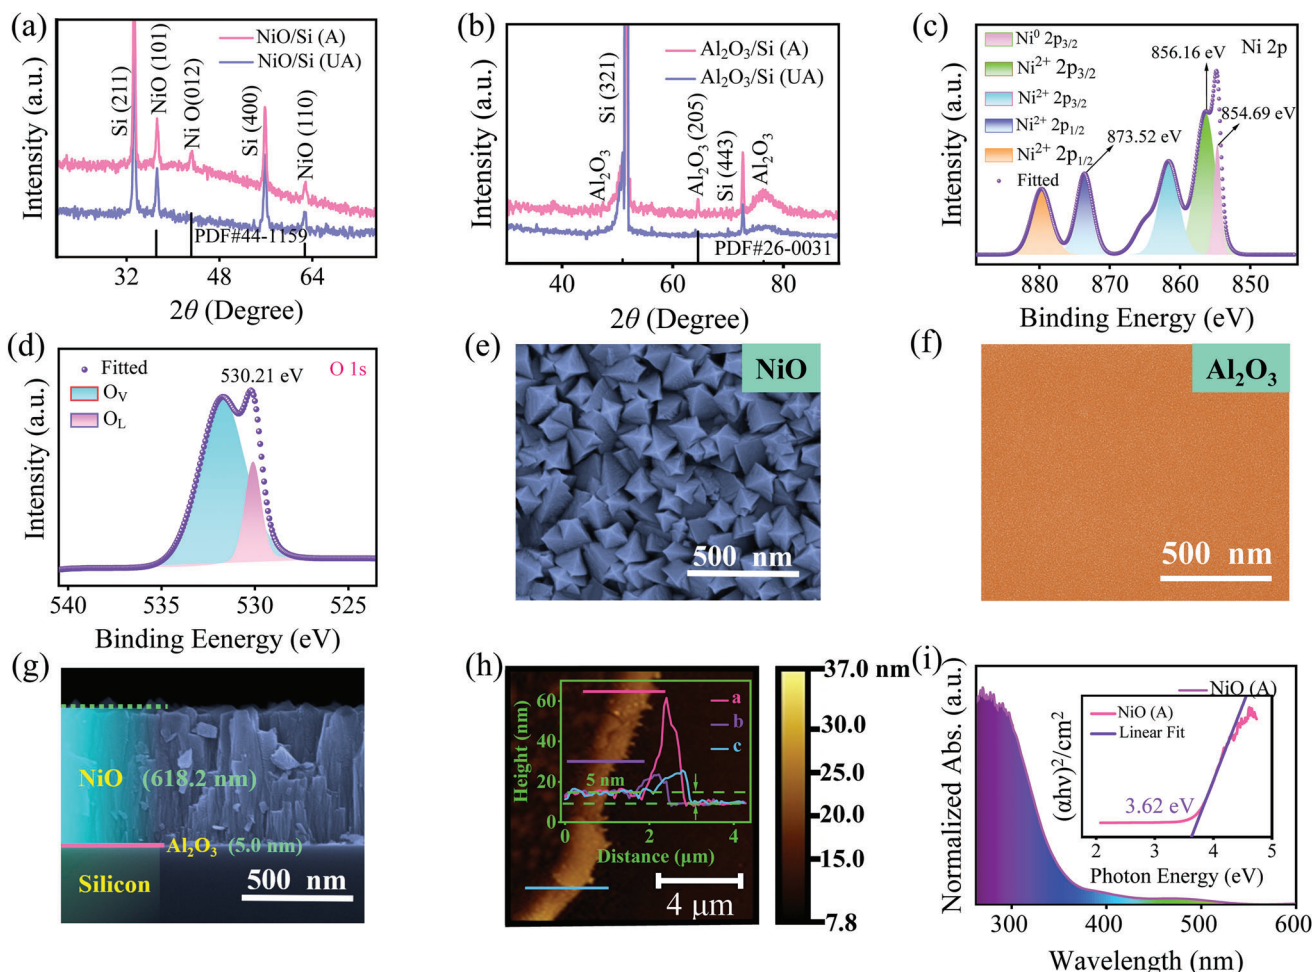 (a)
NiO/Si (A)
NiO/Si (UA)
Si (211)
NiO (101)
Ni O(012)
Si (400)
NiO (110)
PDF#44-1159
Intensity (a.u.)
32 48 64
2θ (Degree)
(b)
Al₂O₃/Si (A)
Al₂O₃/Si (UA)
Al₂O₃
Si (321)
Al₂O₃ (205)
Si (443)
Al₂O₃
PDF#26-0031
Intensity (a.u.)
40 60 80
2θ (Degree)
(c)
Ni⁰ 2p₃/₂
Ni²⁺ 2p₃/₂
Ni²⁺ 2p₃/₂
Ni²⁺ 2p₁/₂
Ni²⁺ 2p₁/₂
Fitted
856.16 eV
Ni 2p
873.52 eV
854.69 eV
Intensity (a.u.)
880 870 860 850
Binding Energy (eV)
(d)
Fitted
O_V
O_L
530.21 eV
O 1s
Intensity (a.u.)
540 535 530 525
Binding Eenergy (eV)
(e)
NiO
500 nm
(f)
Al₂O₃
500 nm
(g)
NiO (618.2 nm)
Al₂O₃ (5.0 nm)
Silicon
500 nm
(h)
60
40
20
0
Height (nm)
a
b
c
5 nm
0 2 4
Distance (μm)
4 μm
37.0 nm
30.0
22.0
15.0
7.8
(i)
NiO (A)
NiO (A)
Linear Fit
3.62 eV
(αhν)²/cm²
2 3 4 5
Photon Energy (eV)
Normalized Abs. (a.u.)
300 400 500 600
Wavelength (nm)